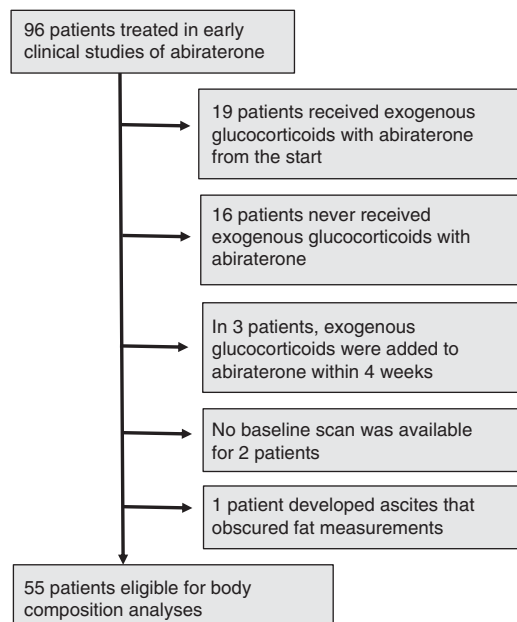 96 patients treated in early
clinical studies of abiraterone
19 patients received exogenous
glucocorticoids with abiraterone
from the start
16 patients never received
exogenous glucocorticoids with
abiraterone
In 3 patients, exogenous
glucocorticoids were added to
abiraterone within 4 weeks
No baseline scan was available
for 2 patients
1 patient developed ascites that
obscured fat measurements
55 patients eligible for body
composition analyses